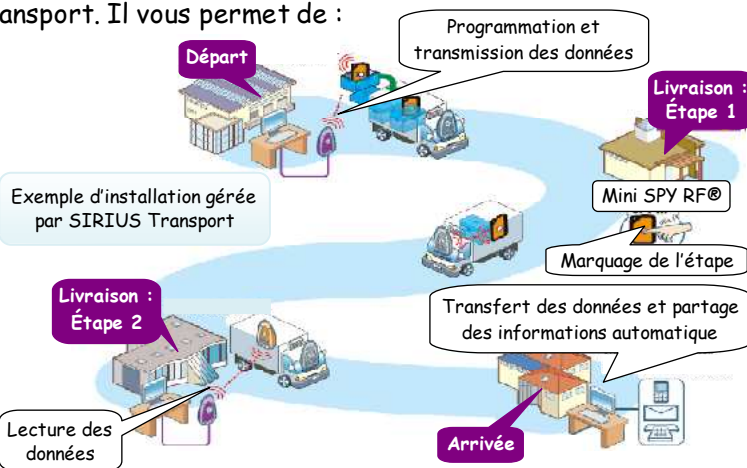 ansport. Il vous permet de :
Programmation et
transmission des données
Départ
Livraison :
Étape 1
Exemple d'installation gérée
par SIRIUS Transport
Mini SPY RF®
Marquage de l'étape
Livraison :
Étape 2
Transfert des données et partage
des informations automatique
Lecture des
données
Arrivée